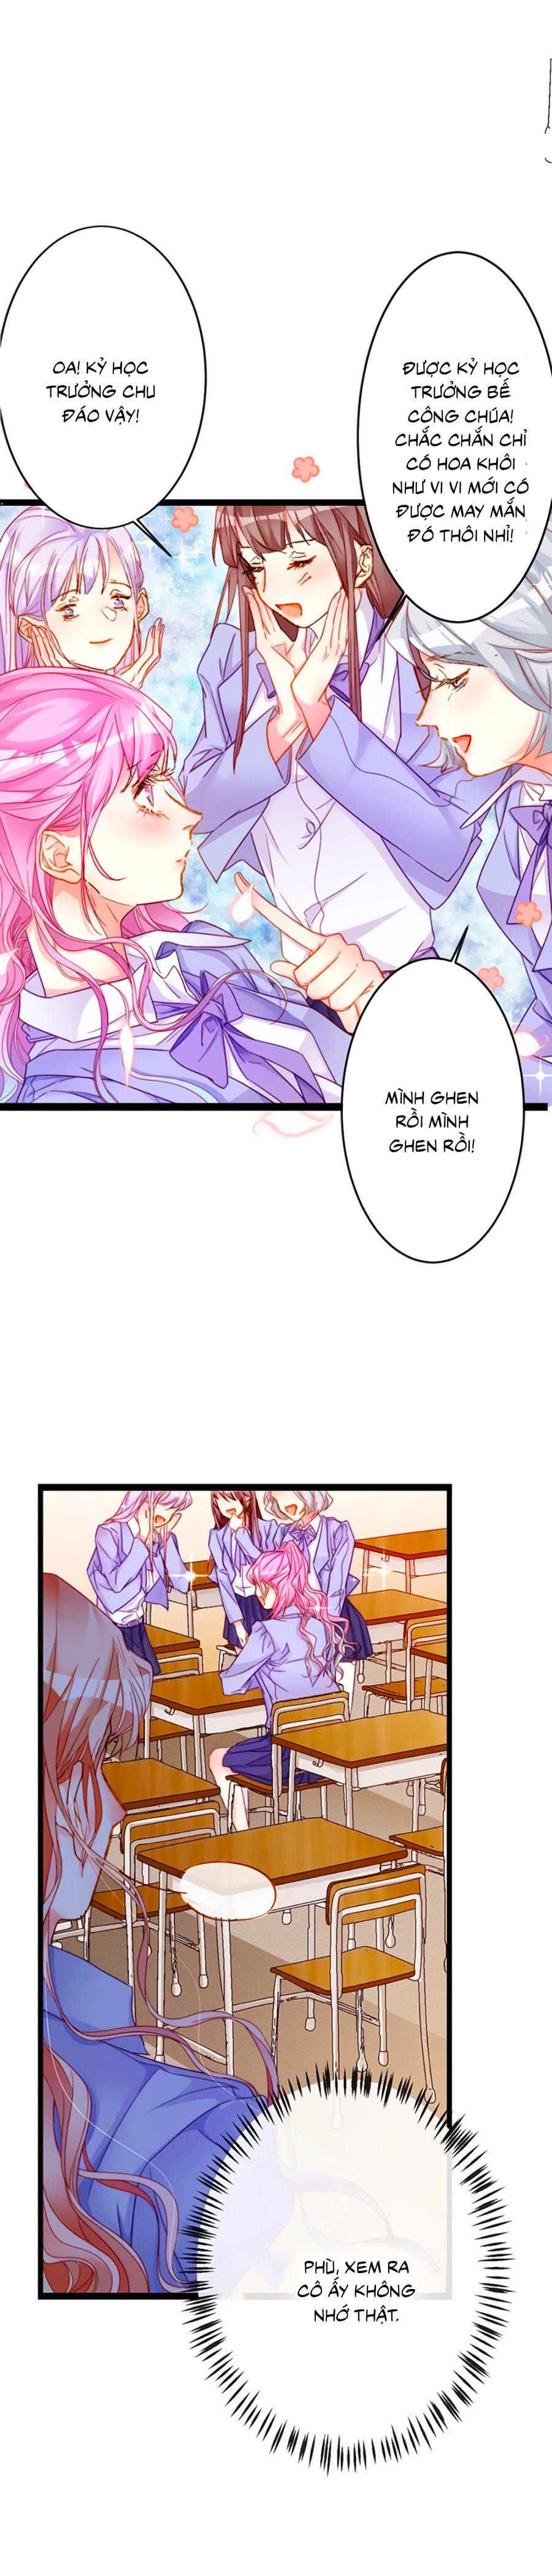 OA! KỶ HỌC
TRƯỞNG CHU
ĐÁO VẬY!
ĐƯỢC KỶ HỌC
TRƯỞNG BẾ
CÔNG CHÚA!
CHẮC CHẮN CHỈ
CÓ HOA KHÔI
NHƯ VI VI MỚI CÓ
ĐƯỢC MAY MẮN
ĐÓ THÔI NHỈ!
MÌNH GHEN
RỒI MÌNH
GHEN RỒI!
PHÙ, XEM RA
CÔ ẤY KHÔNG
NHỚ THẬT.